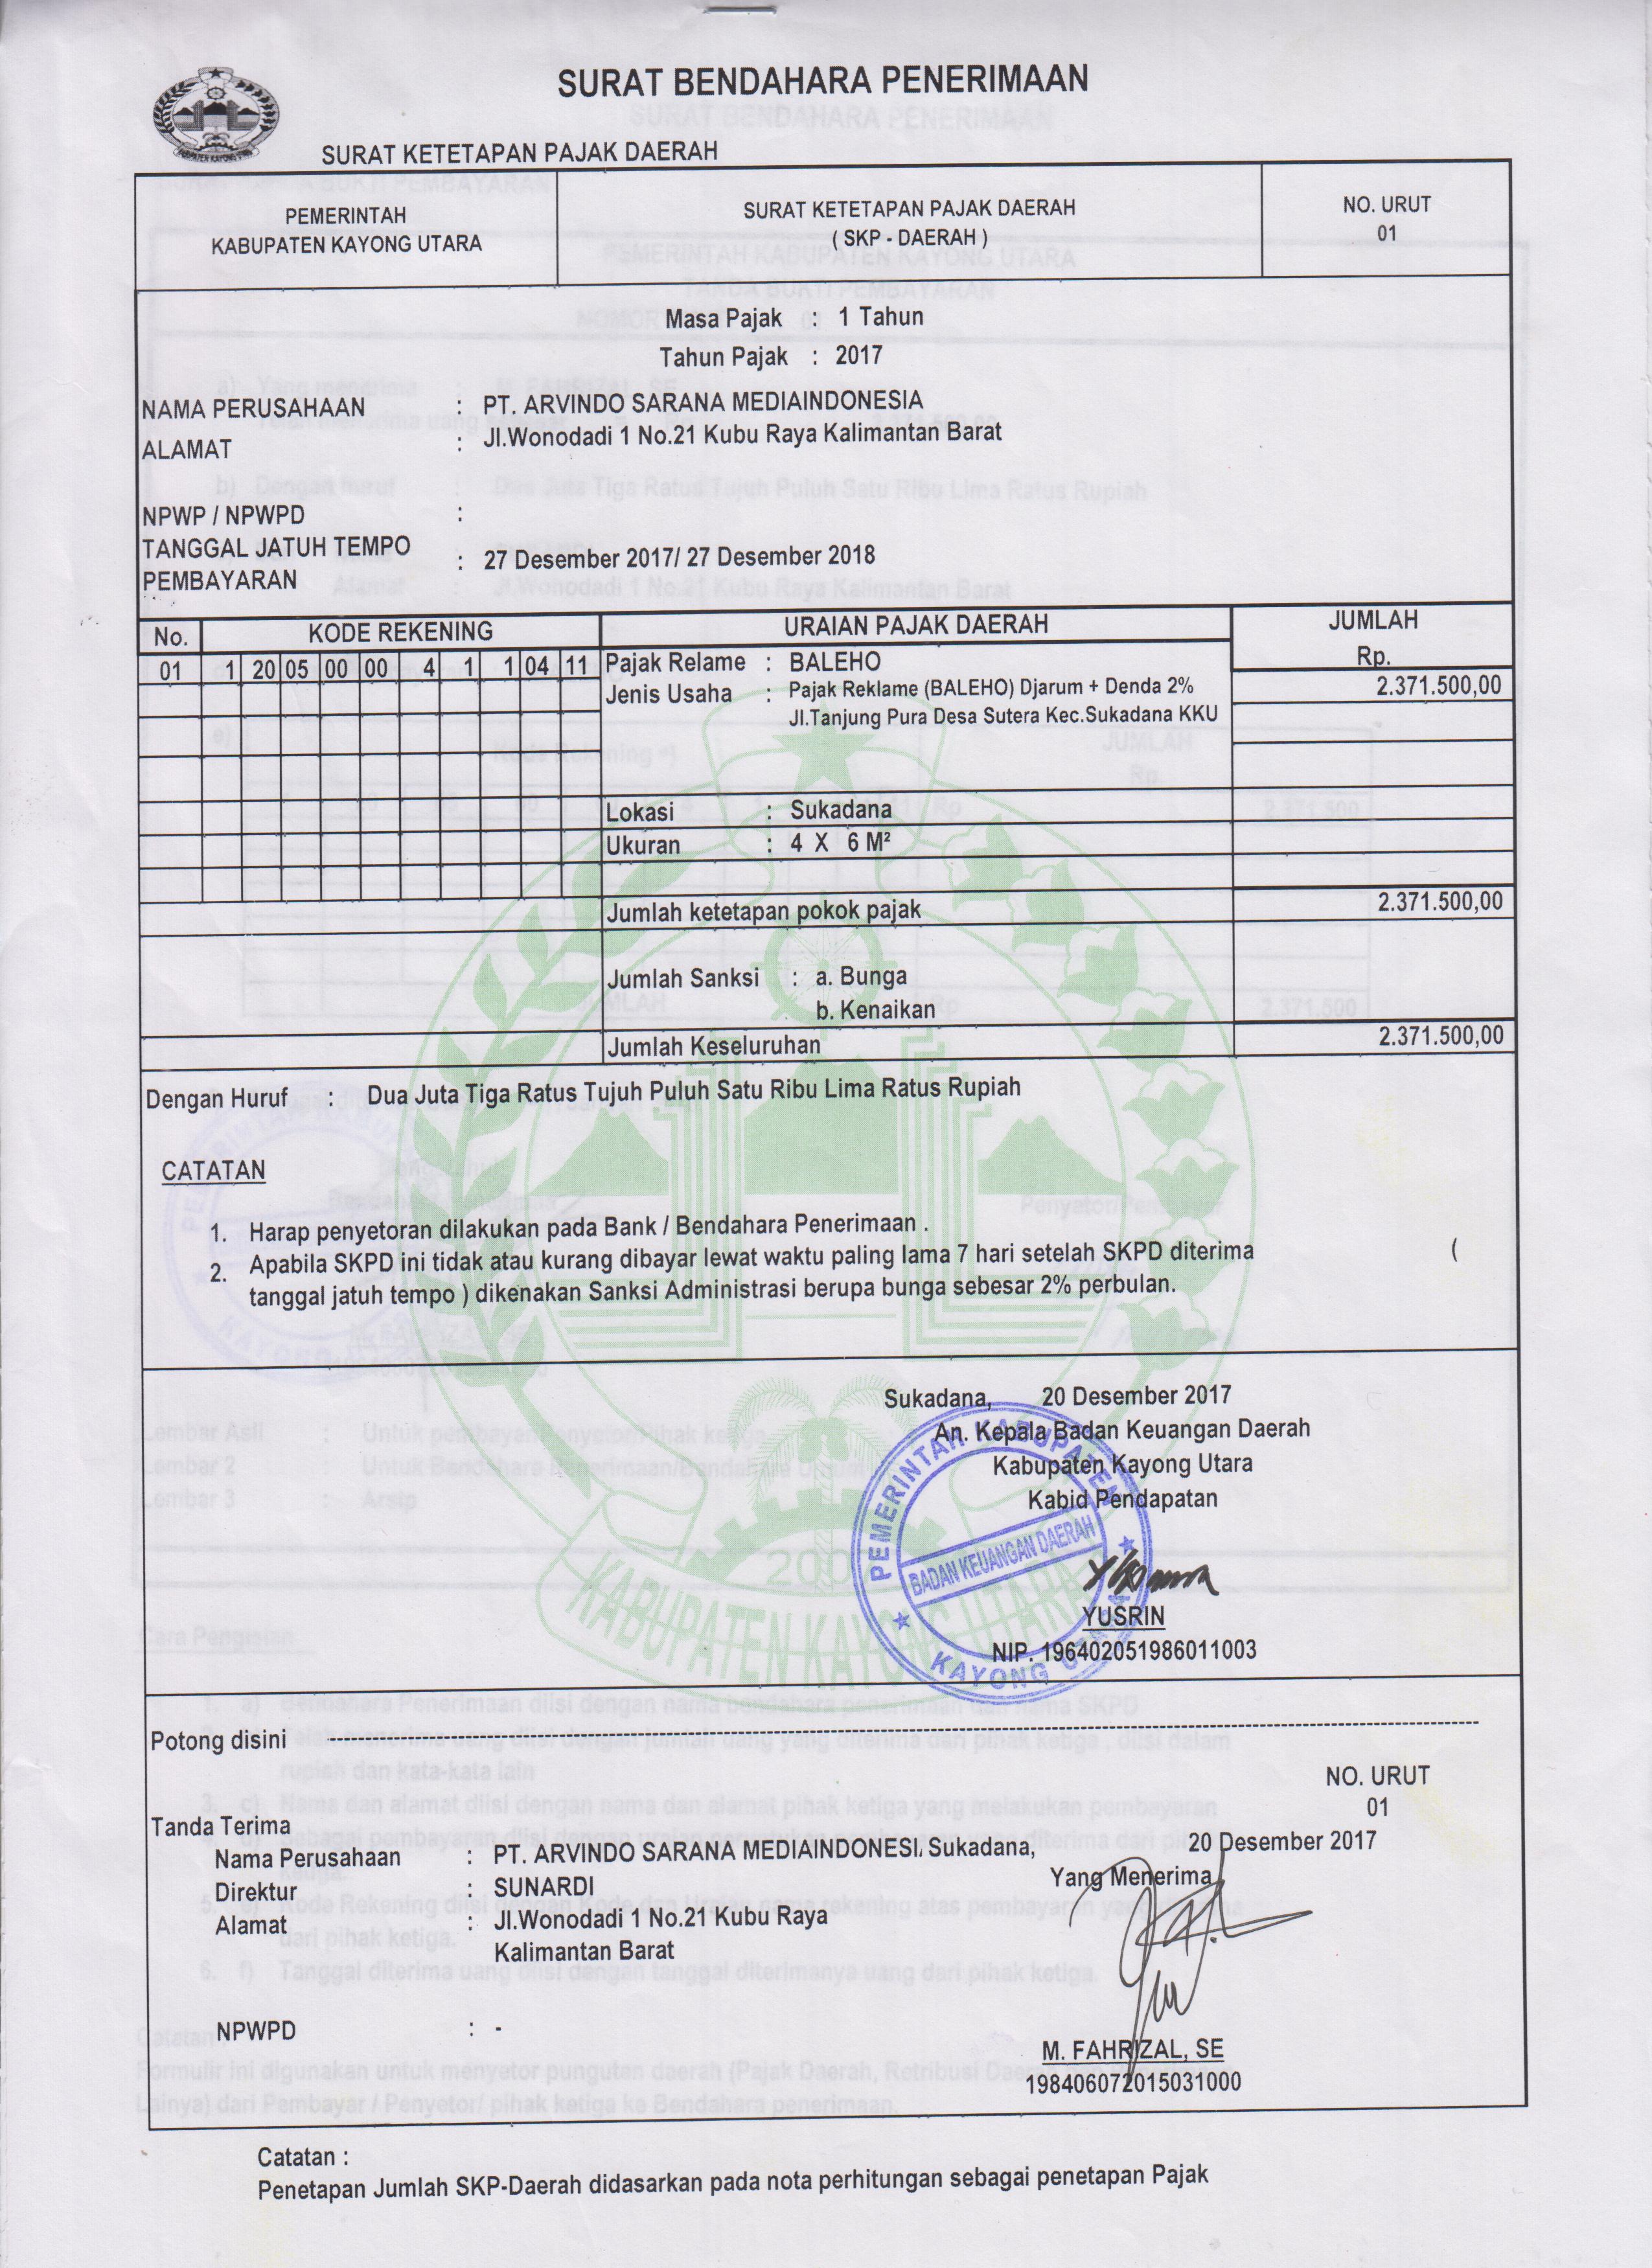 SURAT BENDAHARA PENERIMAAN
KABUPATEN KAYONG UTARA
SURAT KETETAPAN PAJAK DAERAH
PEMERINTAH
KABUPATEN KAYONG UTARA
SURAT KETETAPAN PAJAK DAERAH
( SKP - DAERAH )
NO. URUT
01
Masa Pajak : 1 Tahun
Tahun Pajak : 2017
NAMA PERUSAHAAN : PT. ARVINDO SARANA MEDIAINDONESIA
ALAMAT : Jl.Wonodadi 1 No.21 Kubu Raya Kalimantan Barat
NPWP / NPWPD :
TANGGAL JATUH TEMPO
PEMBAYARAN : 27 Desember 2017/ 27 Desember 2018
No. KODE REKENING URAIAN PAJAK DAERAH JUMLAH
Rp.
01 1 20 05 00 00 4 1 1 04 11 Pajak Relame : BALEHO
Jenis Usaha : Pajak Reklame (BALEHO) Djarum + Denda 2% 2.371.500,00
Jl.Tanjung Pura Desa Sutera Kec.Sukadana KKU
Lokasi : Sukadana
Ukuran : 4 X 6 M²
Jumlah ketetapan pokok pajak 2.371.500,00
Jumlah Sanksi : a. Bunga
b. Kenaikan
Jumlah Keseluruhan 2.371.500,00
Dengan Huruf : Dua Juta Tiga Ratus Tujuh Puluh Satu Ribu Lima Ratus Rupiah
CATATAN
1. Harap penyetoran dilakukan pada Bank / Bendahara Penerimaan .
2. Apabila SKPD ini tidak atau kurang dibayar lewat waktu paling lama 7 hari setelah SKPD diterima (
tanggal jatuh tempo ) dikenakan Sanksi Administrasi berupa bunga sebesar 2% perbulan.
Sukadana, 20 Desember 2017
An. Kepala Badan Keuangan Daerah
Kabupaten Kayong Utara
Kabid Pendapatan
PEMERINTAH KABUPATEN
BADAN KEUANGAN DAERAH
KAYONG UTARA
KABUPATEN KAYONG UTARA
YUSRIN
NIP. 196402051986011003
Potong disini
NO. URUT
01
Tanda Terima
Nama Perusahaan : PT. ARVINDO SARANA MEDIAINDONESI. Sukadana, 20 Desember 2017
Direktur : SUNARDI Yang Menerima
Alamat : Jl.Wonodadi 1 No.21 Kubu Raya
Kalimantan Barat
NPWPD : -
M. FAHRIZAL, SE
198406072015031000
Catatan :
Penetapan Jumlah SKP-Daerah didasarkan pada nota perhitungan sebagai penetapan Pajak